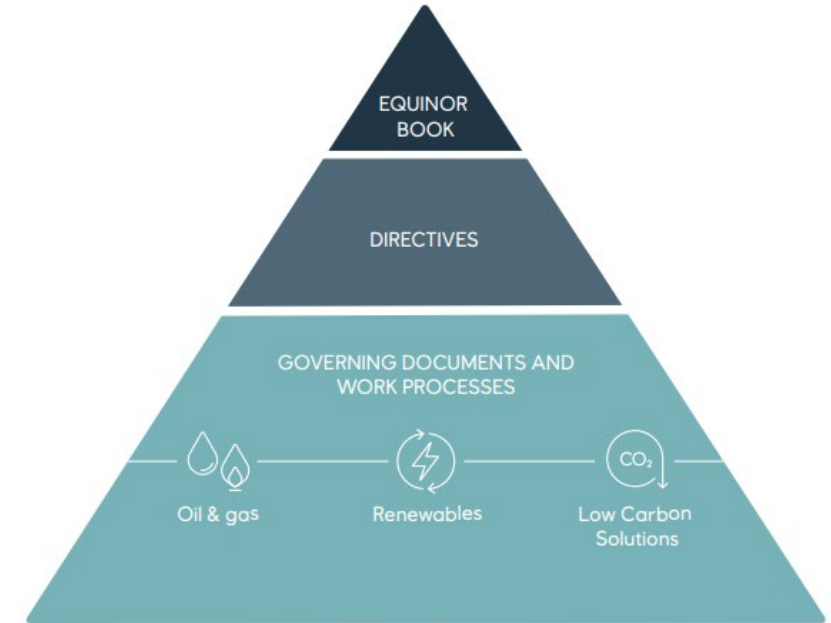 EQUINOR
BOOK
DIRECTIVES
GOVERNING DOCUMENTS AND
WORK PROCESSES
CO₂
Oil & gas
Renewables
Low Carbon
Solutions